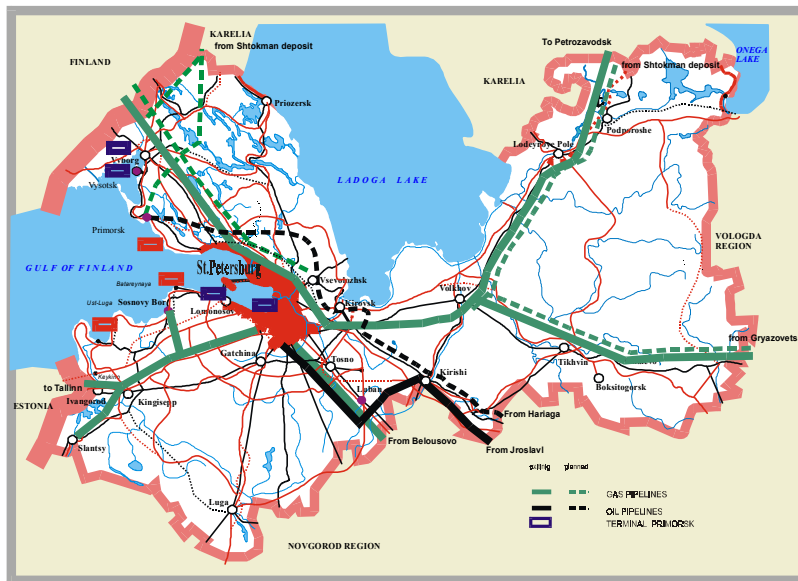 KARELIA
from Shtokman deposit
FINLAND
To Petrozavodsk
from Shtokman deposit
ONEGA
LAKE
KARELIA
Priozersk
Podporoshe
Lodeynoye Pole
Vyborg
Vysotsk
LADOGA LAKE
Primorsk
VOLOGDA
REGION
GULF OF FINLAND
St.Petersburg
Vsevolozhsk
Batareynaya
Ust-Luga
Sosnovy Bor
Lomonosov
Kirovsk
Volkhov
from Gryazovets
Gatchina
Tosno
Tikhvin
Kirishi
Boksitogorsk
to Tallinn
Ivangorod
Kingisepp
Luban
ESTONIA
From Hariaga
From Belousovo
From Jroslavl
Slantsy
planned
GAS PIPELINES
OIL PIPELINES
TERMINAL PRIMORSK
Luga
NOVGOROD REGION